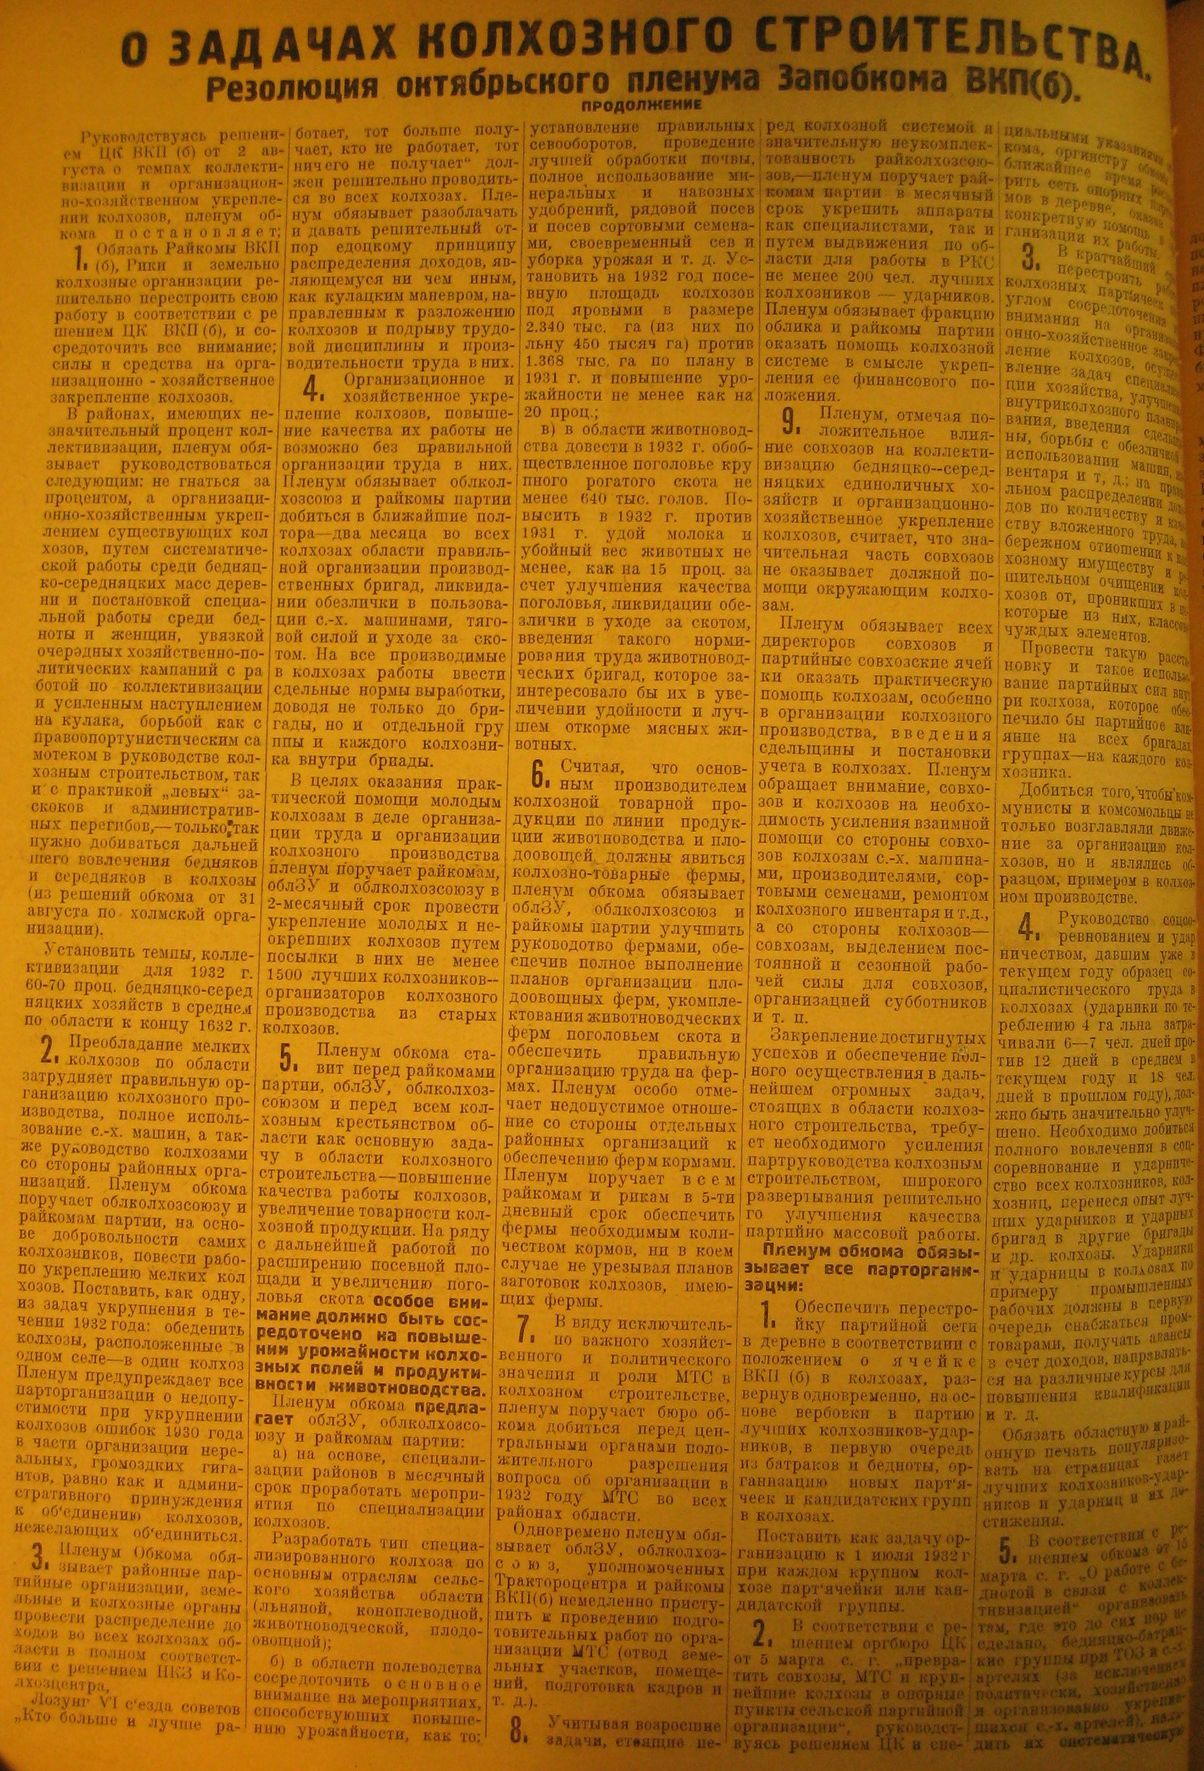 О ЗАДАЧАХ КОЛХОЗНОГО СТРОИТЕЛЬСТВА.
Резолюция октябрьского пленума Запобкома ВКП(б).
ПРОДОЛЖЕНИЕ
Руководствуясь решени-
ем ЦК ВКП (б) от 2 ав-
густа о темпах коллекти-
визации и организацион-
но-хозяйственном укрепле-
нии колхозов, пленум об-
кома постановляет;
1. Обязать Райкомы ВКП
(б), Рики и земельно
колхозные организации ре-
шительно перестроить свою
работу в соответствии с ре
шением ЦК ВКП (б), и со-
средоточить все внимание;
силы и средства на орга-
низационно - хозяйственное
закрепление колхозов.
В районах, имеющих не-
значительный процент кол-
лективизации, пленум обя-
зывает руководствоваться
следующим: не гнаться за
процентом, а организаци-
онно-хозяйственным укреп-
лением существующих кол
хозов, путем систематиче-
ской работы среди бедняц-
ко-середняцких масс дерев-
ни и постановкой специа-
льной работы среди бед-
ноты и женщин, увязкой
очередных хозяйственно-по-
литических кампаний с ра
ботой по коллективизации
и усиленным наступлением
на кулака, борьбой как с
правоопортунистическим са
мотеком в руководстве кол-
хозным строительством, так
и с практикой „левых“ за-
скоков и административ-
ных перегибов,—только так
нужно добиваться дальней
шего вовлечения бедняков
и середняков в колхозы
(из решений обкома от 31
августа по холмской орга-
низации).
Установить темпы, колле-
ктивизации для 1932 г.
60-70 проц. бедняцко-серед
няцких хозяйств в среднем
по области к концу 1632 г.
2. Преобладание мелких
колхозов по области
затрудняет правильную ор-
ганизацию колхозного про-
изводства, полное исполь-
зование с.-х. машин, а так-
же руководство колхозами
со стороны районных орга-
низаций. Пленум обкома
поручает облколхозсоюзу и
райкомам партии, на осно-
ве добровольности самих
колхозников, повести рабо-
по укреплению мелких кол
хозов. Поставить, как одну,
из задач укрупнения в те-
чении 1932 года: обеденить
колхозы, расположенные в
одном селе—в один колхоз
Пленум предупреждает все
парторганизации о недопу-
стимости при укрупнении
колхозов ошибок 1930 года
в части организации нере-
альных, громоздких гига-
нтов, равно как и админи-
стративного принуждения
к об'единению колхозов,
нежелающих об'единиться.
3. Пленум Обкома обя-
зывает районные пар-
тийные организации, земе-
льные и колхозные органы
провести распределение до
ходов во всех колхозах об-
ласти в полном соответст-
вии с решением НКЗ и Ко-
лхозцентра,
„Лозунг VI с'езда советов
„Кто больше и лучше ра-
ботает, тот больше полу-
чает, кто не работает, тот
ничего не получает“ дол-
жен решительно проводить-
ся во всех колхозах. Пле-
нум обязывает разоблачать
и давать решительный от-
пор едоцкому принципу
распределения доходов, яв-
ляющемуся ни чем иным,
как кулацким маневром, на-
правленным к разложению
колхозов и подрыву трудо-
вой дисциплины и произ-
водительности труда в них.
4. Организационное и
хозяйственное укре-
пление колхозов, повыше-
ние качества их работы не
возможно без правильной
организации труда в них.
Пленум обязывает облкол-
хозсоюз и райкомы партии
добиться в ближайшие пол-
тора—два месяца во всех
колхозах области правиль-
ной организации производ-
ственных бригад, ликвида-
нии обезлички в пользова-
ции с.-х. машинами, тяго-
вой силой и уходе за ско-
том. На все производимые
в колхозах работы ввести
сдельные нормы выработки,
доводя не только до бри-
гады, но и отдельной гру
ппы и каждого колхозни-
ка внутри бриады.
В целях оказания прак-
тической помощи молодым
колхозам в деле организа-
ции труда и организации
колхозного производства
пленум поручает райкомам,
облЗУ и облколхозсоюзу в
2-месячный срок провести
укрепление молодых и не-
окрепших колхозов путем
посылки в них не менее
1500 лучших колхозников--
организаторов колхозного
производства из старых
колхозов.
5. Пленум обкома ста-
вит перед райкомами
партии, облЗУ, облколхоз-
союзом и перед всем кол-
хозным крестьянством об-
ласти как основную зада-
чу в области колхозного
строительства—повышение
качества работы колхозов,
увеличение товарности кол-
хозной продукции. На ряду
с дальнейшей работой по
расширению посевной пло-
щади и увеличению пого-
ловья скота особое вни-
мание должно быть сос-
редоточено на повыше-
нии урожайности колхо-
зных полей и продукти-
вности животноводства.
Пленум обкома предла-
гает облЗУ, облколхозсо-
юзу и райкомам партии:
а) на основе, специали-
зации районов в месячный
срок проработать меропри-
ятия по специализации
колхозов.
Разработать тип специа-
лизированного колхоза по
основным отраслям сельс-
кого хозяйства области
(льняной, коноплеводной,
животноводческой, плодо-
овощной);
б) в области полеводства
сосредоточить основное
внимание на мероприятиях,
способствующих повыше-
нию урожайности, как то:
установление правильных
севооборотов, проведение
лучшей обработки почвы,
полное использование ми-
неральных и навозных
удобрений, рядовой посев
и посев сортовыми семена-
ми, своевременный сев и
уборка урожая и т. д. Ус-
тановить на 1932 год посе-
вную площадь колхозов
под яровыми в размере
2.340 тыс. га (из них по
льну 450 тысяч га) против
1.368 тыс. га по плану в
1931 г. и повышение уро-
жайности не менее как на
20 проц.;
в) в области животновод-
ства довести в 1932 г. обоб-
ществленное поголовье кру
пного рогатого скота не
менее 640 тыс. голов. По-
высить в 1932 г. против
1931 г. удой молока и
убойный вес животных не
менее, как на 15 проц. за
счет улучшения качества
поголовья, ликвидации обе-
злички в уходе за скотом,
введения такого норми-
рования труда животновод-
ческих бригад, которое за-
интересовало бы их в уве-
личении удойности и луч-
шем откорме мясных жи-
вотных.
6. Считая, что основ-
ным производителем
колхозной товарной про-
дукции по линии продук-
ции животноводства и пло-
доовощей, должны явиться
колхозно-товарные фермы,
пленум обкома обязывает
облЗУ, облколхозсоюз и
райкомы партии улучшить
руководотво фермами, обе-
спечив полное выполнение
планов организации пло-
доовощных ферм, укомпле-
ктования животноводческих
ферм поголовьем скота и
обеспечить правильную
организацию труда на фер-
мах. Пленум особо отме-
чает недопустимое отноше-
ние со стороны отдельных
районных организаций к
обеспечению ферм кормами.
Пленум поручает всем
райкомам и рикам в 5-ти
дневный срок обеспечить
фермы необходимым коли-
чеством кормов, ни в коем
случае не урезывая планов
заготовок колхозов, имею-
щих фермы.
7. В виду исключитель-
но важного хозяйст-
венного и политического
значения и роли МТС в
колхозном строительстве,
пленум поручает бюро об-
кома добиться перед цен-
тральными органами поло-
жительного разрешения
вопроса об организации в
1932 году МТС во всех
районах области.
Одновремено пленум обя-
зывает облЗУ, облколхоз-
союз, уполномоченных
Трактороцентра и райкомы
ВКП(б) немедленно присту-
пить к проведению подго-
товительных работ по орга-
низации МТС (отвод земе-
льных участков, помеще-
ний, подготовка кадров и
т. д.).
8. Учитывая возросшие
задачи, стоящие пе-
ред колхозной системой и
значительную неукомплек-
тованность райколхозсою-
зов,—пленум поручает рай-
комам партии в месячный
срок укрепить аппараты
как специалистами, так и
путем выдвижения по об-
ласти для работы в РКС
не менее 200 чел. лучших
колхозников — ударников.
Пленум обязывает фракцию
облика и райкомы партии
оказать помощь колхозной
системе в смысле укреп-
ления ее финансового по-
ложения.
9. Пленум, отмечая по-
ложительное влия-
ние совхозов на коллекти-
визацию бедняцко--серед-
няцких единоличных хо-
зяйств и организационно-
хозяйственное укрепление
колхозов, считает, что зна-
чительная часть совхозов
не оказывает должной по-
мощи окружающим колхо-
зам.
Пленум обязывает всех
директоров совхозов и
партийные совхозские ячей
ки оказать практическую
помощь колхозам, особенно
в организации колхозного
производства, введения
сдельщины и постановки
учета в колхозах. Пленум
обращает внимание, совхо-
зов и колхозов на необхо-
димость усиления взаимной
помощи со стороны совхо-
зов колхозам с.-х. машина-
ми, производителями, сор-
товыми семенами, ремонтом
колхозного инвентаря и т.д.,
а со стороны колхозов—
совхозам, выделением пос-
тоянной и сезонной рабо-
чей силы для совхозов,
организацией субботников
и т. п.
Закрепление достигнутых
успехов и обеспечение пол-
ного осуществления в даль-
нейшем огромных задач,
стоящих в области колхоз-
ного строительства, требу-
ет необходимого усиления
партруководства колхозным
строительством, широкого
развертывания решительно
го улучшения качества
партийно массовой работы.
Пленум обкома обязы-
зывает все парторгани-
зации:
1. Обеспечить перестро-
йку партийной сети
в деревне в соответствии с
положением о ячейке
ВКП (б) в колхозах, раз-
вернув одновременно, на ос-
нове вербовки в партию
лучших колхозников-удар-
ников, в первую очередь
из батраков и бедноты, ор-
ганизацию новых парт'я-
чеек и кандидатских групп
в колхозах.
Поставить как задачу ор-
ганизацию к 1 июля 1932 г
при каждом крупном кол-
хозе парт'ячейки или кан-
дидатской группы.
2. В соответствии с ре-
шением оргбюро ЦК
от 5 марта с. г. „превра-
тить совхозы, МТС и круп-
нейшие колхозы в опорные
пункты сельской партийной
организации“, руководст-
вуясь решением ЦК и спе-
циальными указаниями
кома, оргинстру обкома
ближайшее время
рить сеть опорных
мов в деревне, оказав
конкретную помощь в
ганизации их работы.
3. В кратчайший
перестроить
колхозных партячеек
углом сосредоточения
внимания на организаци-
онно-хозяйственное
ление колхозов,
вление задач специали-
ции хозяйства, улучшения
внутриколхозного планиро-
вания, введения сдельщи-
ны, борьбы с обезличкой
использовании машин,
вентаря и т, д.; на
льном распределении дохо-
дов по количеству и каче-
ству вложенного труда,
бережном отношении к
хозному имуществу и ре-
шительном очищении кол-
хозов от, проникших в
которые из них, классово
чуждых элементов.
Провести такую расста-
новку и такое использо-
вание партийных сил внут-
ри колхоза, которое обес-
печило бы партийное вли-
яние на всех бригадах,
группах—на каждого кол-
хозника.
Добиться того, чтобы ком-
мунисты и комсомольцы не
только возглавляли движе-
ние за организацию кол-
хозов, но и являлись об-
разцом, примером в колхоз-
ном производстве.
4. Руководство соцсо-
ревнованием и удар
ничеством, давшим уже в
текущем году образец со-
циалистического труда в
колхозах (ударники по те-
реблению 4 га льна затра-
чивали 6—7 чел. дней про-
тив 12 дней в среднем в
текущем году и 18 чел.
дней в прошлом году), дол-
жно быть значительно улуч-
шено. Необходимо добиться
полного вовлечения в соц-
соревнование и ударниче-
ство всех колхозников, кол-
хозниц, перенеся опыт луч-
ших ударников и ударных
бригад в другие бригады
и др. колхозы. Ударники
и ударницы в колхозах по
примеру промышленных
рабочих должны в первую
очередь снабжаться пром-
товарами, получать авансы
в счет доходов, направлять-
ся на различные курсы для
повышения квалификации
и т. д.
Обязать областную и рай-
онную печать популяризо-
вать на страницах газет
лучших колхозников-удар-
ников и ударниц и их до-
стижения.
5. В соответствии с ре-
шением обкома от 15
марта с. г. „О работе с бе-
днотой в связи с коллек-
тивизацией“ организовать
там, где это до сих пор не
сделано, бедняцко-батрац-
кие группы при ТОЗ и с.-х.
артелях (за исключением
политически, хозяйственно
и организованно укрепив-
шихся с.-х. артелей),
дить их систематическую